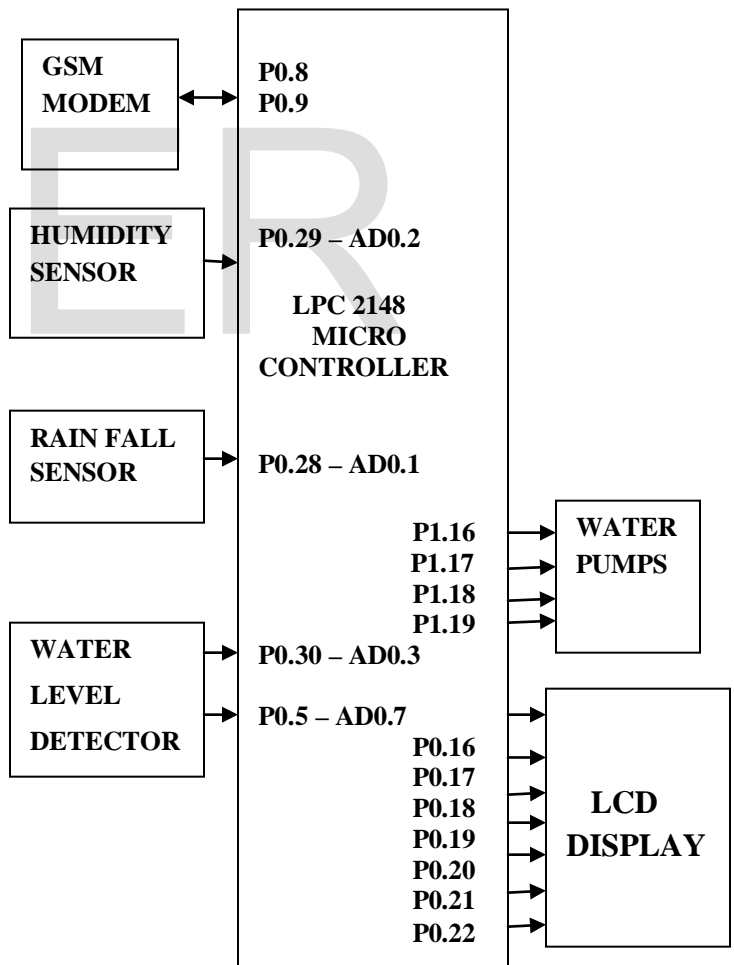 GSM
MODEM
P0.8
P0.9
ER
HUMIDITY
SENSOR
P0.29 – AD0.2
LPC 2148
MICRO
CONTROLLER
RAIN FALL
SENSOR
P0.28 – AD0.1
P1.16
P1.17
P1.18
P1.19
WATER
PUMPS
WATER
LEVEL
DETECTOR
P0.30 – AD0.3
P0.5 – AD0.7
P0.16
P0.17
P0.18
P0.19
P0.20
P0.21
P0.22
LCD
DISPLAY